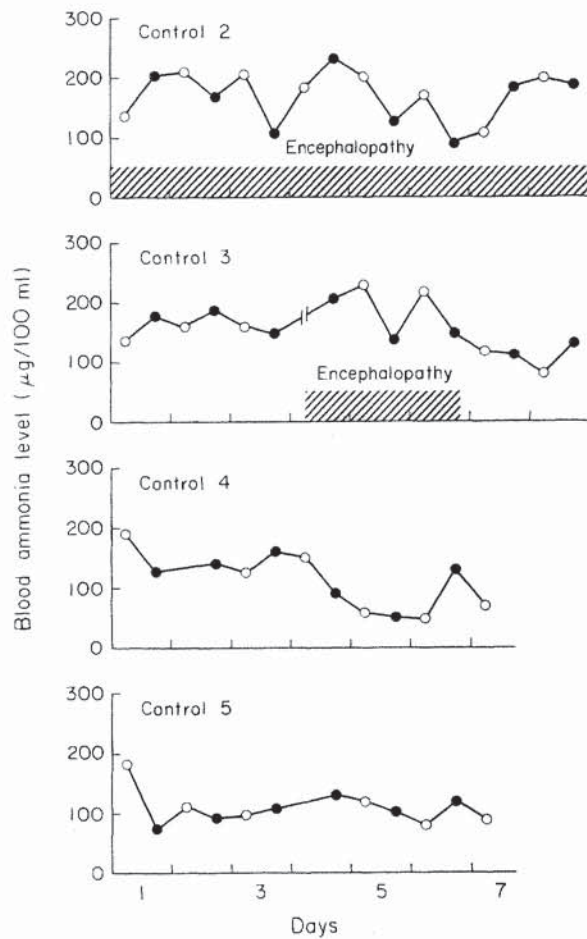 Blood ammonia level (µg/100 ml)
Control 2
300
200
100
0
Encephalopathy
Control 3
300
200
100
0
Encephalopathy
Control 4
300
200
100
0
Control 5
300
200
100
0
1 3 5 7
Days